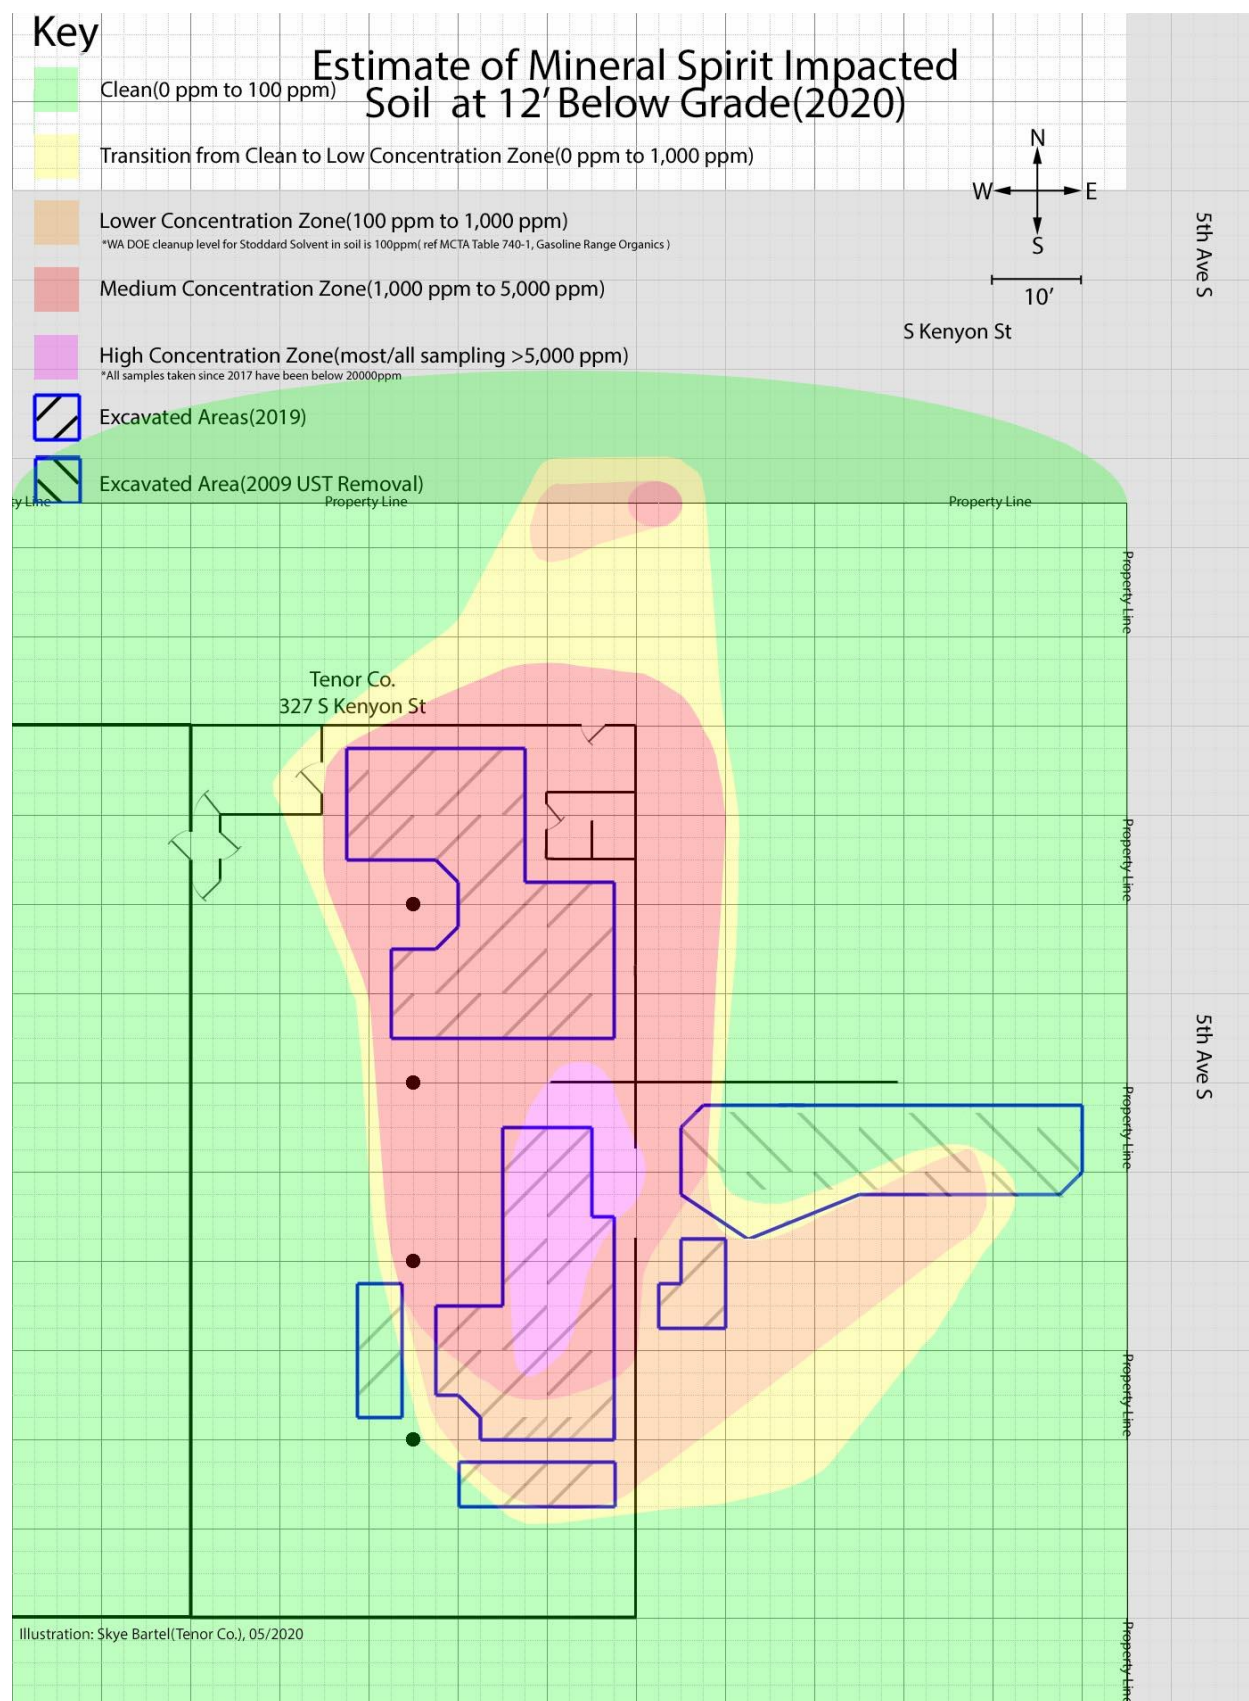 Key
Estimate of Mineral Spirit Impacted
Soil at 12' Below Grade(2020)
Clean(0 ppm to 100 ppm)
Transition from Clean to Low Concentration Zone(0 ppm to 1,000 ppm)
Lower Concentration Zone(100 ppm to 1,000 ppm)
*WA DOE cleanup level for Stoddard Solvent in soil is 100ppm( ref MCTA Table 740-1, Gasoline Range Organics )
Medium Concentration Zone(1,000 ppm to 5,000 ppm)
High Concentration Zone(most/all sampling >5,000 ppm)
*All samples taken since 2017 have been below 20000ppm
Excavated Areas(2019)
Excavated Area(2009 UST Removal)
N
W E
S
10'
S Kenyon St
5th Ave S
ty Line
Property Line
Property Line
Property Line
Tenor Co.
327 S Kenyon St
Property Line
5th Ave S
Property Line
Property Line
Property Line
Illustration: Skye Bartel(Tenor Co.), 05/2020